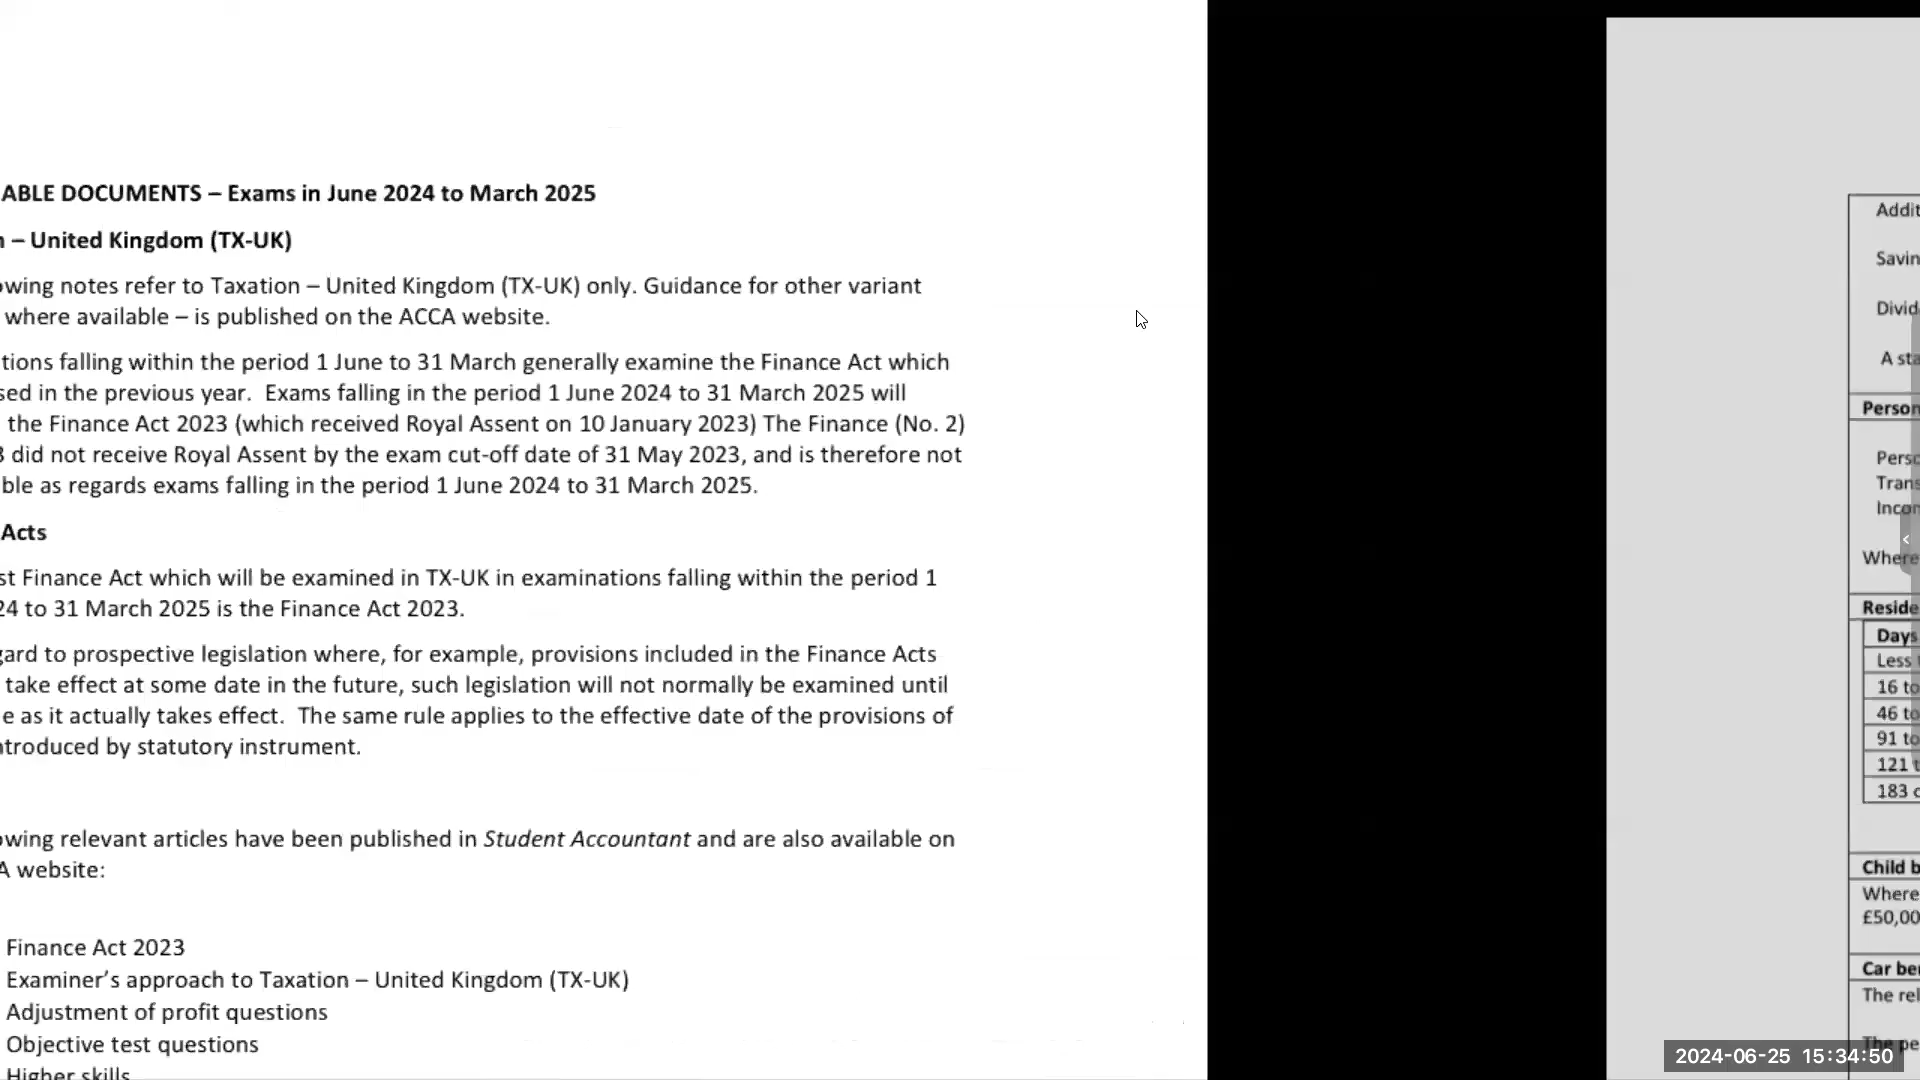 ABLE DOCUMENTS – Exams in June 2024 to March 2025
n – United Kingdom (TX-UK)
owing notes refer to Taxation – United Kingdom (TX-UK) only. Guidance for other variant
where available – is published on the ACCA website.
tions falling within the period 1 June to 31 March generally examine the Finance Act which
sed in the previous year. Exams falling in the period 1 June 2024 to 31 March 2025 will
the Finance Act 2023 (which received Royal Assent on 10 January 2023) The Finance (No. 2)
3 did not receive Royal Assent by the exam cut-off date of 31 May 2023, and is therefore not
ble as regards exams falling in the period 1 June 2024 to 31 March 2025.
Acts
st Finance Act which will be examined in TX-UK in examinations falling within the period 1
24 to 31 March 2025 is the Finance Act 2023.
gard to prospective legislation where, for example, provisions included in the Finance Acts
take effect at some date in the future, such legislation will not normally be examined until
e as it actually takes effect. The same rule applies to the effective date of the provisions of
ntroduced by statutory instrument.
owing relevant articles have been published in Student Accountant and are also available on
A website:
Finance Act 2023
Examiner's approach to Taxation – United Kingdom (TX-UK)
Adjustment of profit questions
Objective test questions
Higher skills
Addit
Savin
Divid
A sta
Person
Perso
Trans
Incom
Where
Reside
Days
Less
16 to
46 to
91 to
121 t
183 o
Child b
Where
£50,00
Car ben
The rel
The pe
2024-06-25 15:34:50